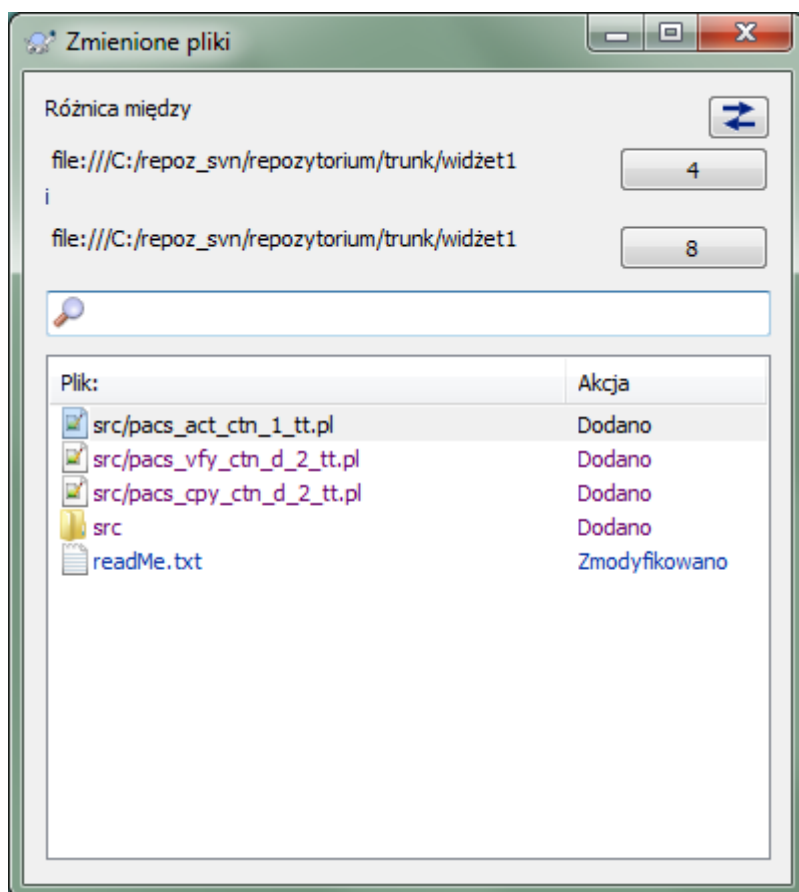 Zmienione pliki
Różnica między
file:///C:/repoz_svn/repozytorium/trunk/widżet1
4
i
file:///C:/repoz_svn/repozytorium/trunk/widżet1
8
Plik: Akcja
src/pacs_act_ctn_1_tt.pl Dodano
src/pacs_vfy_ctn_d_2_tt.pl Dodano
src/pacs_cpy_ctn_d_2_tt.pl Dodano
src Dodano
readMe.txt Zmodyfikowano